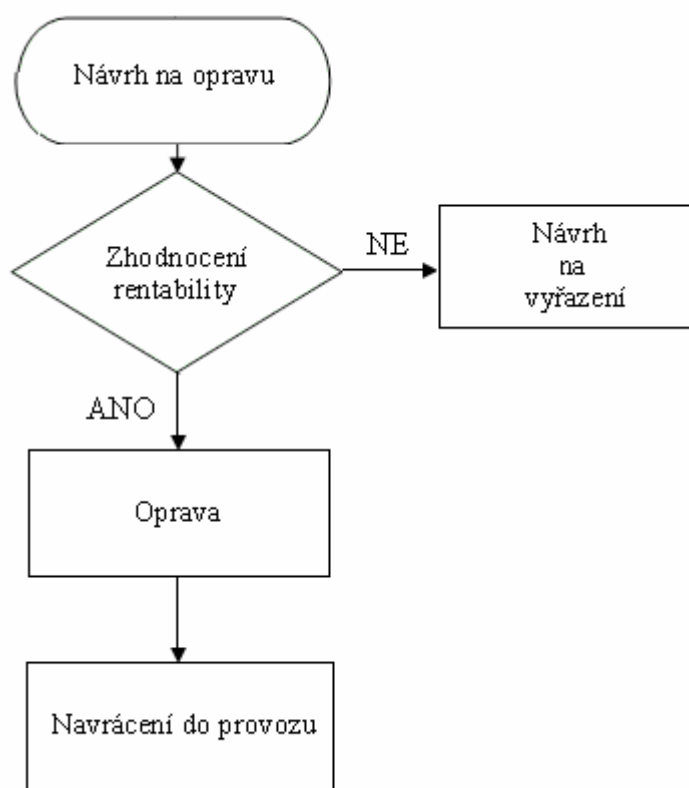 Návrh na opravu
Zhodnocení
rentability
NE
Návrh
na
vyřazení
ANO
Oprava
Navrácení do provozu